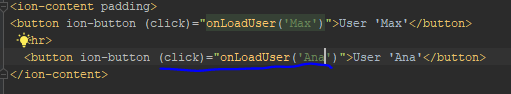 <ion-content padding>
<button ion-button (click)="onLoadUser('Max')">User 'Max'</button>
hr>
<button ion-button (click)="onLoadUser('Ana')">User 'Ana'</button>
</ion-content>